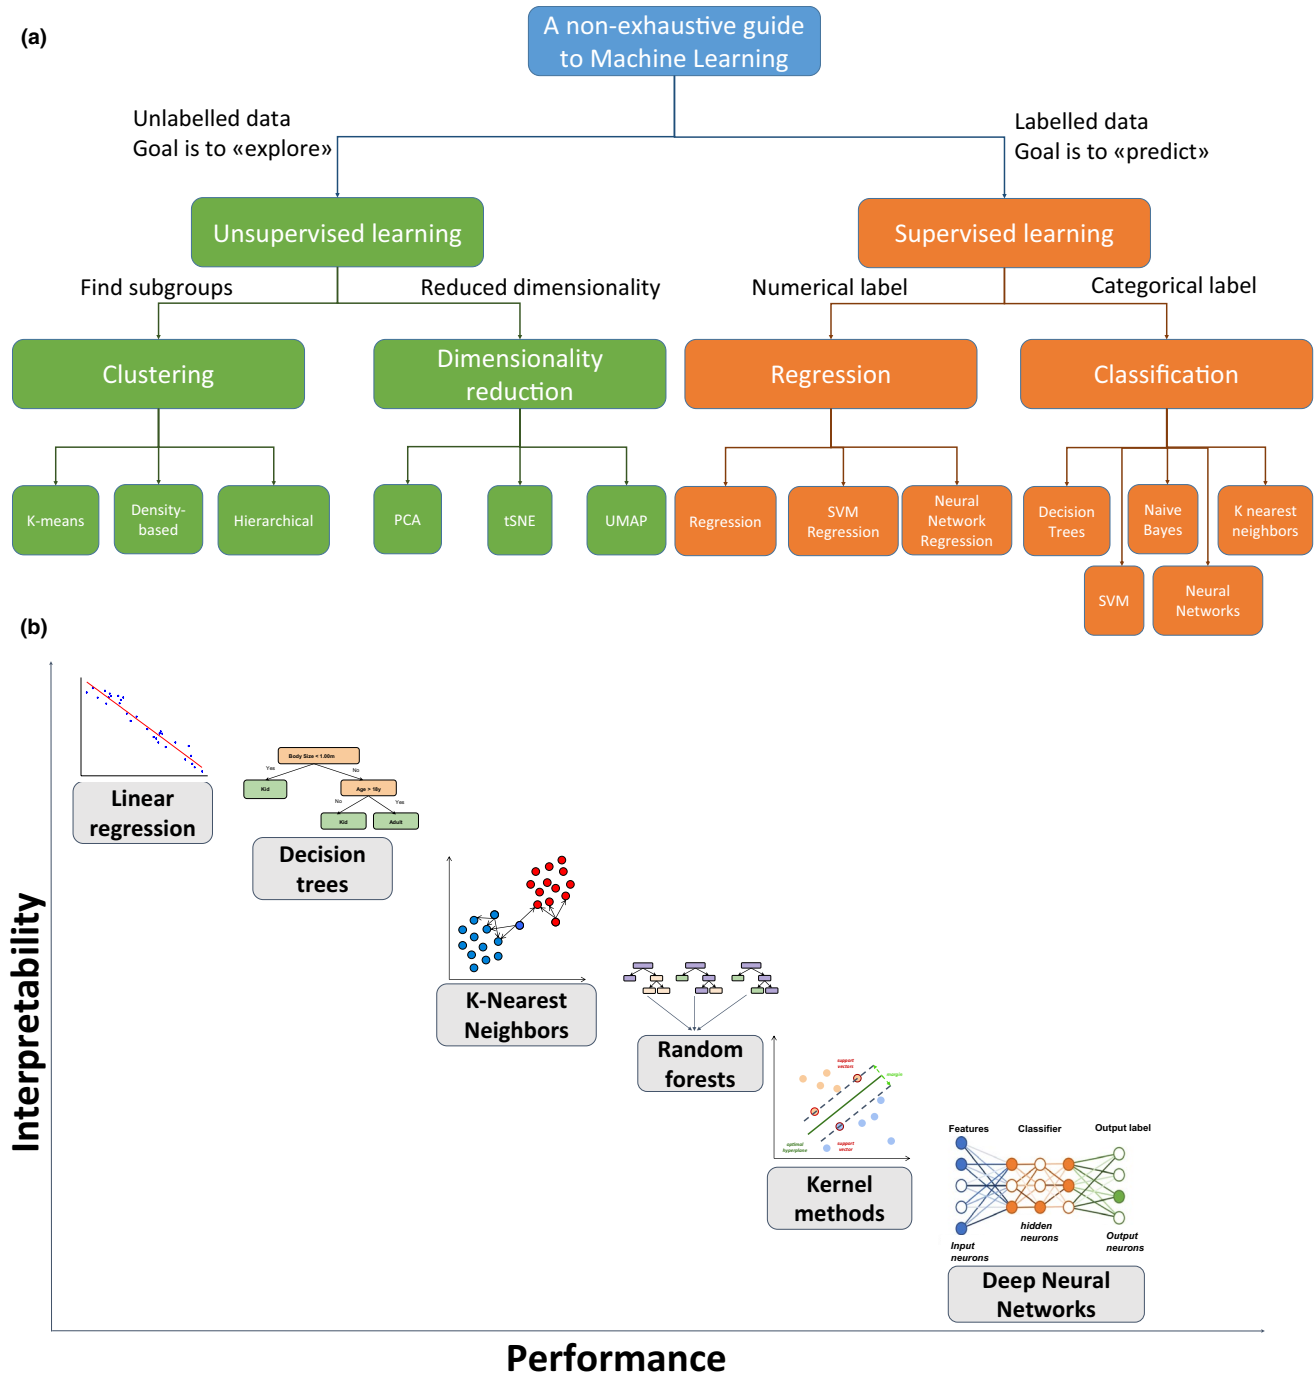 (a)
A non-exhaustive guide
to Machine Learning
Unlabelled data
Goal is to «explore»
Labelled data
Goal is to «predict»
Unsupervised learning
Supervised learning
Find subgroups
Reduced dimensionality
Numerical label
Categorical label
Clustering
Dimensionality
reduction
Regression
Classification
K-means
Density-
based
Hierarchical
PCA
tSNE
UMAP
Regression
SVM
Regression
Neural
Network
Regression
Decision
Trees
Naive
Bayes
K nearest
neighbors
SVM
Neural
Networks
(b)
Interpretability
Linear
regression
Body Size < 1.00m
Yes
No
Kid
Age > 18y
No
Yes
Kid
Adult
Decision
trees
K-Nearest
Neighbors
Random
forests
support
vectors
margin
optimal
hyperplane
support
vector
Kernel
methods
Features
Classifier
Output label
Input
neurons
hidden
neurons
Output
neurons
Deep Neural
Networks
Performance